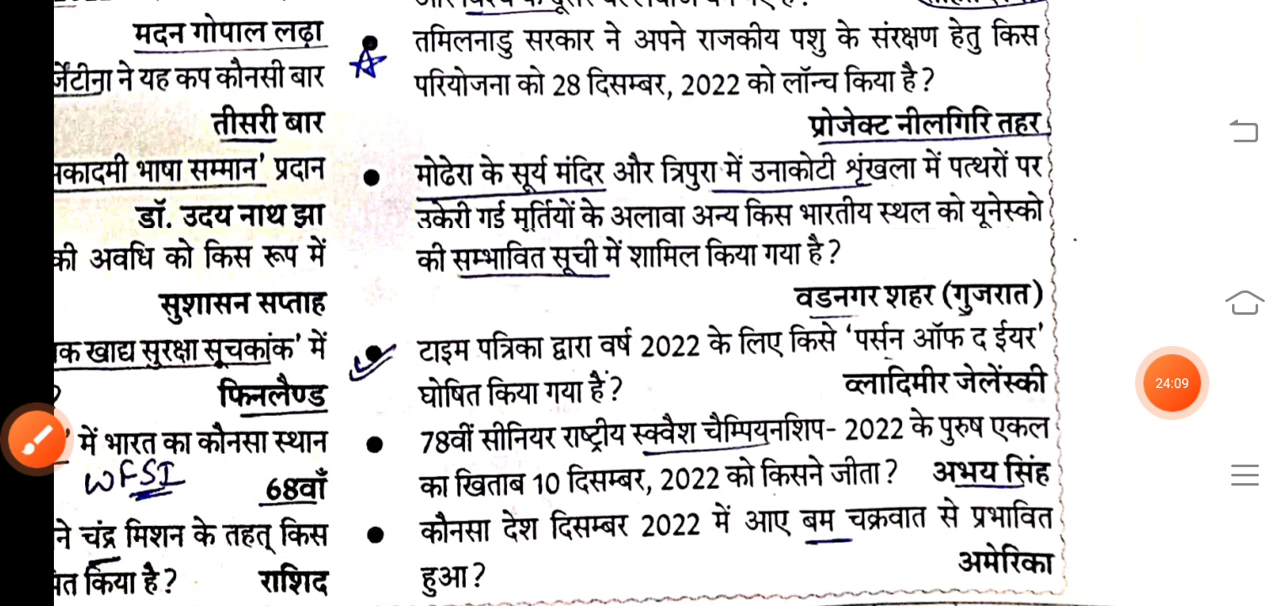 मदन गोपाल लढ़ा
र्जेंटीना ने यह कप कौनसी बार
तीसरी बार
अकादमी भाषा सम्मान' प्रदान
डॉ. उदय नाथ झा
की अवधि को किस रूप में
सुशासन सप्ताह
क खाद्य सुरक्षा सूचकांक' में
?
फिनलैण्ड
' में भारत का कौनसा स्थान
WFSI
68वाँ
ने चंद्र मिशन के तहत् किस
किया है?
राशिद
तमिलनाडु सरकार ने अपने राजकीय पशु के संरक्षण हेतु किस
परियोजना को 28 दिसम्बर, 2022 को लॉन्च किया है?
प्रोजेक्ट नीलगिरि तहर
● मोढेरा के सूर्य मंदिर और त्रिपुरा में उनाकोटी शृंखला में पत्थरों पर
उकेरी गई मूर्तियों के अलावा अन्य किस भारतीय स्थल को यूनेस्को
की सम्भावित सूची में शामिल किया गया है?
वडनगर शहर (गुजरात)
● टाइम पत्रिका द्वारा वर्ष 2022 के लिए किसे 'पर्सन ऑफ द ईयर'
घोषित किया गया हैं? व्लादिमीर जेलेंस्की
● 78वीं सीनियर राष्ट्रीय स्क्वैश चैम्पियनशिप- 2022 के पुरुष एकल
का खिताब 10 दिसम्बर, 2022 को किसने जीता? अभय सिंह
● कौनसा देश दिसम्बर 2022 में आए बम चक्रवात से प्रभावित
हुआ? अमेरिका
24:09